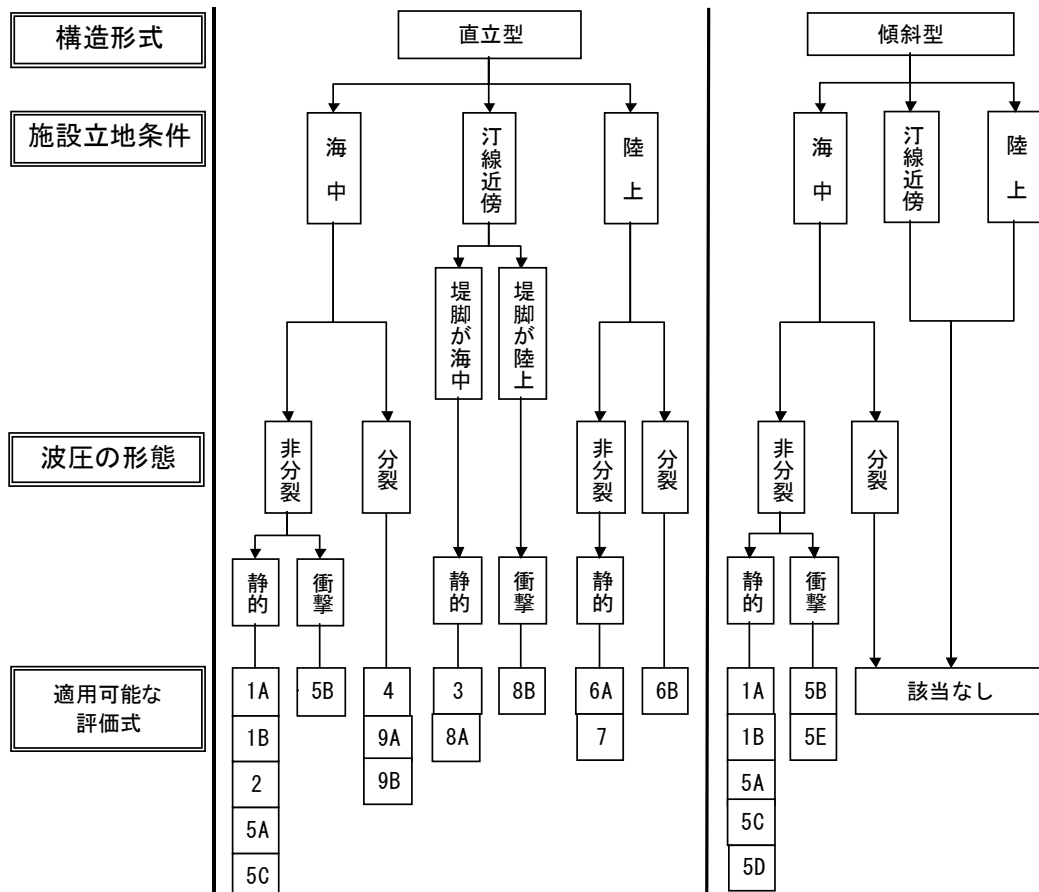 構造形式
直立型
傾斜型
施設立地条件
海中
汀線近傍
陸上
海中
汀線近傍
陸上
堤脚が海中
堤脚が陸上
波圧の形態
非分裂
分裂
非分裂
分裂
非分裂
分裂
静的
衝撃
静的
衝撃
静的
静的
衝撃
適用可能な
評価式
1A
5B
4
3
8B
6A
6B
1A
5B
該当なし
1B
9A
8A
7
1B
5E
2
9B
5A
5A
5C
5C
5D